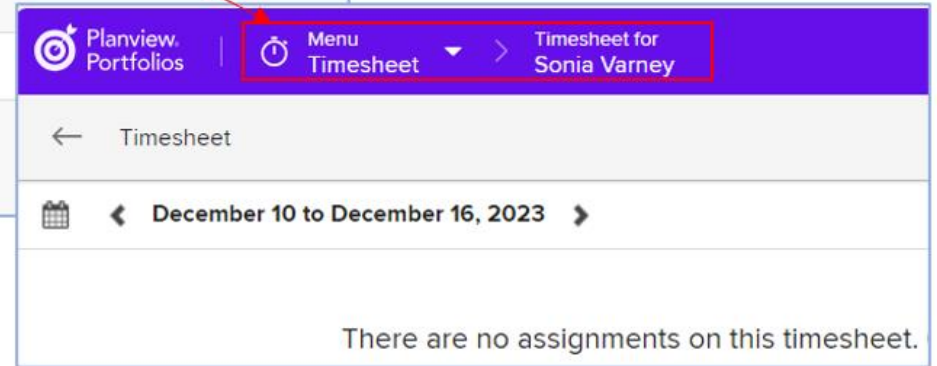 Planview.
Portfolios
Menu
Timesheet
Timesheet for
Sonia Varney
Timesheet
December 10 to December 16, 2023
There are no assignments on this timesheet.